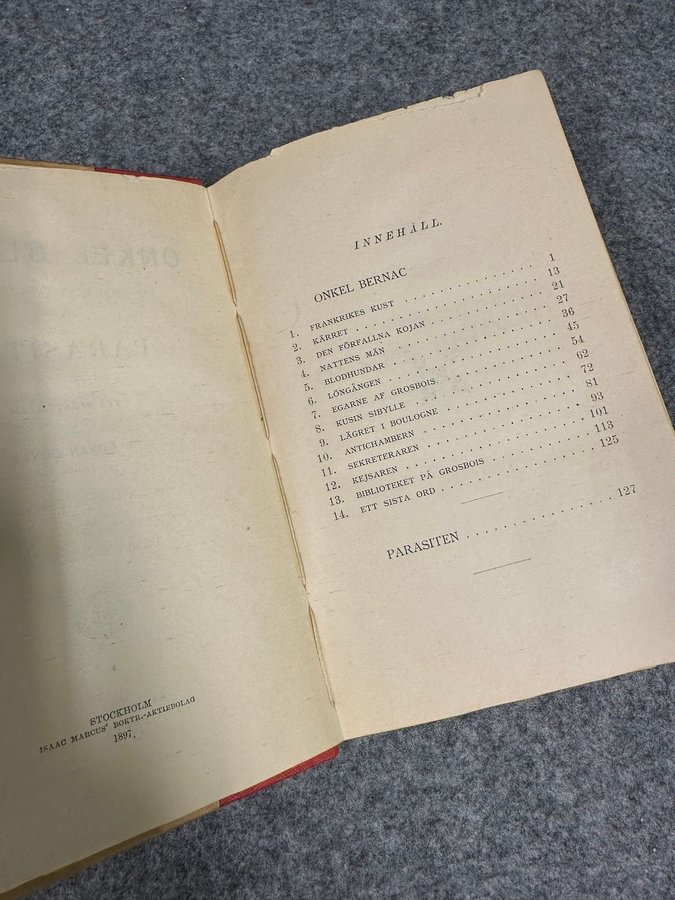 STOCKHOLM
ISAAC MARCUS' BOKTR.-AKTIEBOLAG
1897.
INNEHÅLL.
ONKEL BERNAC
1. FRANKRIKES KUST . . . . . . . . . . . . . . 1
2. KÄRRET . . . . . . . . . . . . . . . . . . 13
3. DEN FÖRFALLNA KOJAN . . . . . . . . . . . . 21
4. NATTENS MÄN . . . . . . . . . . . . . . . . 27
5. BLODHUNDAR . . . . . . . . . . . . . . . . 36
6. LÖNGÅNGEN . . . . . . . . . . . . . . . . . 45
7. EGARNE AF GROSBOIS . . . . . . . . . . . . 54
8. KUSIN SIBYLLE . . . . . . . . . . . . . . . 62
9. LÄGRET I BOULOGNE . . . . . . . . . . . . . 72
10. ANTICHAMBERN . . . . . . . . . . . . . . . 81
11. SEKRETERAREN . . . . . . . . . . . . . . . 93
12. KEJSAREN . . . . . . . . . . . . . . . . . 101
13. BIBLIOTEKET PÅ GROSBOIS . . . . . . . . . . 113
14. ETT SISTA ORD . . . . . . . . . . . . . . . 125
PARASITEN . . . . . . . . . . . . . . . . 127